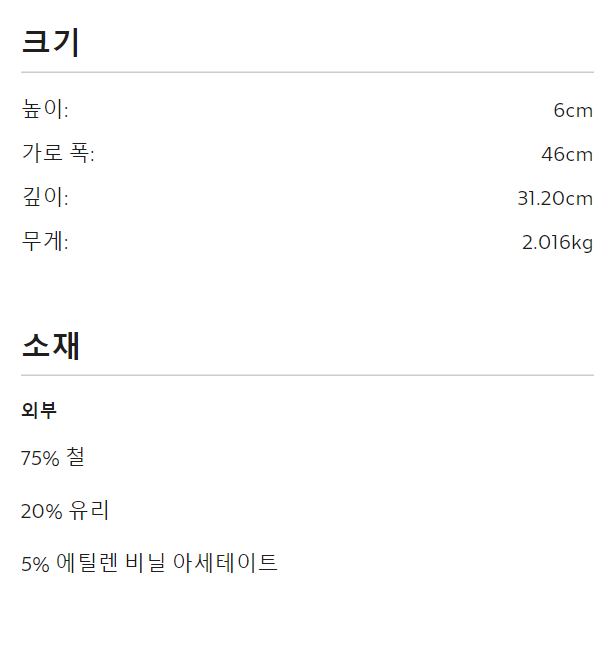 크기
높이: 6cm
가로 폭: 46cm
깊이: 31.20cm
무게: 2.016kg
소재
외부
75% 철
20% 유리
5% 에틸렌 비닐 아세테이트